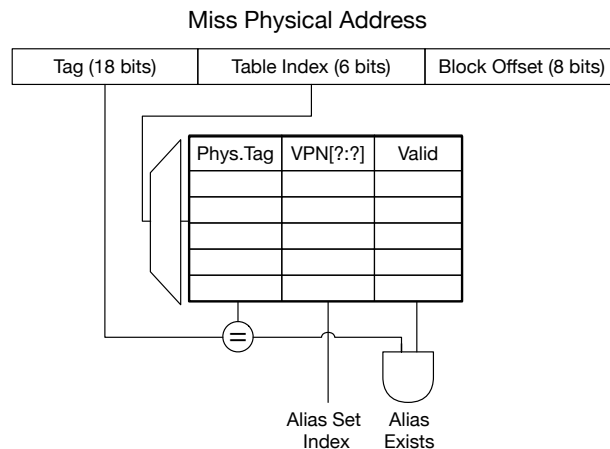 Miss Physical Address
Tag (18 bits) Table Index (6 bits) Block Offset (8 bits)
Phys.Tag VPN[?:?] Valid
=
Alias Set Index
Alias Exists